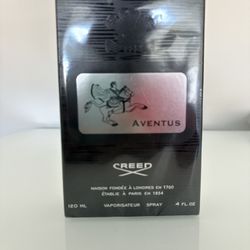 AVENTUS
CREED
MAISON FONDÉE À LONDRES EN 1760
ÉTABLIE À PARIS EN 1854
120 ML VAPORISATEUR SPRAY 4 FL.OZ